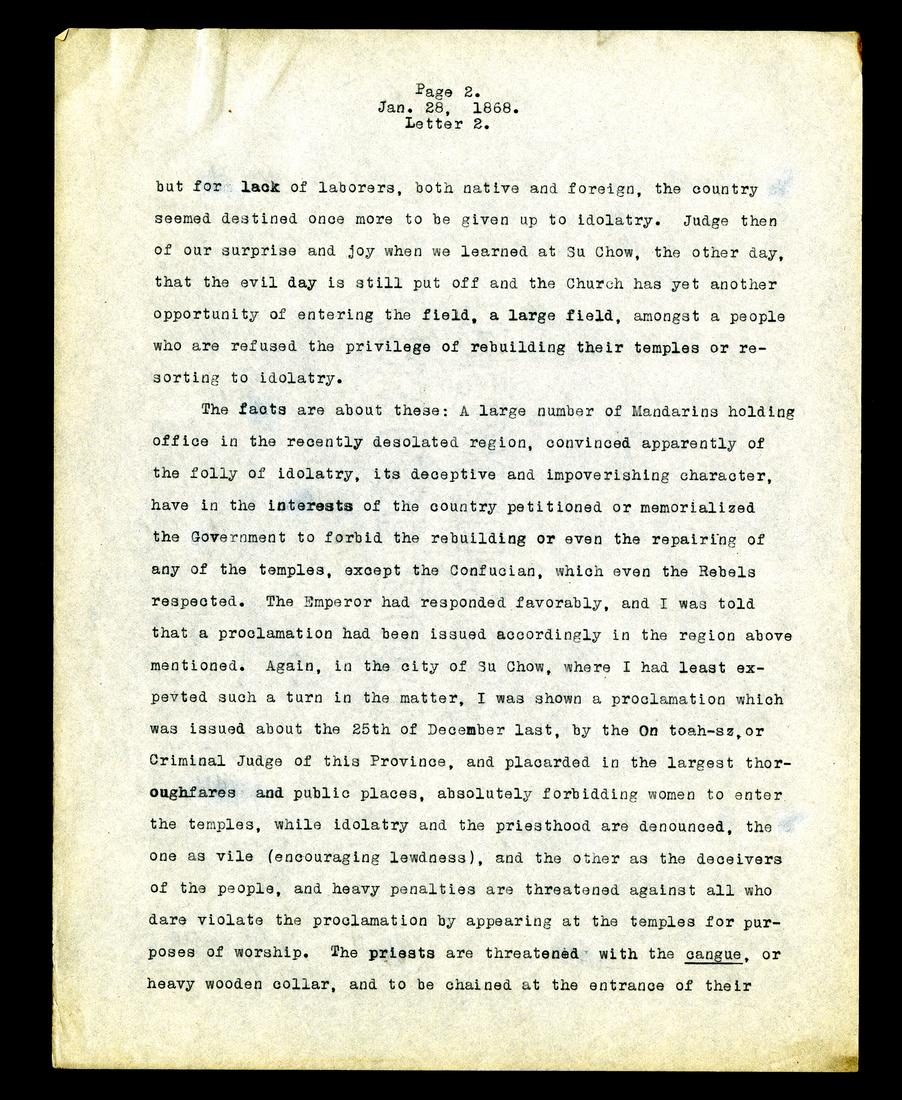 Page 2.
Jan. 28, 1868.
Letter 2.
but for lack of laborers, both native and foreign, the country
seemed destined once more to be given up to idolatry. Judge then
of our surprise and joy when we learned at Su Chow, the other day,
that the evil day is still put off and the Church has yet another
opportunity of entering the field, a large field, amongst a people
who are refused the privilege of rebuilding their temples or re-
sorting to idolatry.
The facts are about these: A large number of Mandarins holding
office in the recently desolated region, convinced apparently of
the folly of idolatry, its deceptive and impoverishing character,
have in the interests of the country petitioned or memorialized
the Government to forbid the rebuilding or even the repairing of
any of the temples, except the Confucian, which even the Rebels
respected. The Emperor had responded favorably, and I was told
that a proclamation had been issued accordingly in the region above
mentioned. Again, in the city of Su Chow, where I had least ex-
pevted such a turn in the matter, I was shown a proclamation which
was issued about the 25th of December last, by the On toah-sz, or
Criminal Judge of this Province, and placarded in the largest thor-
oughfares and public places, absolutely forbidding women to enter
the temples, while idolatry and the priesthood are denounced, the
one as vile (encouraging lewdness), and the other as the deceivers
of the people, and heavy penalties are threatened against all who
dare violate the proclamation by appearing at the temples for pur-
poses of worship. The priests are threatened with the cangue, or
heavy wooden collar, and to be chained at the entrance of their